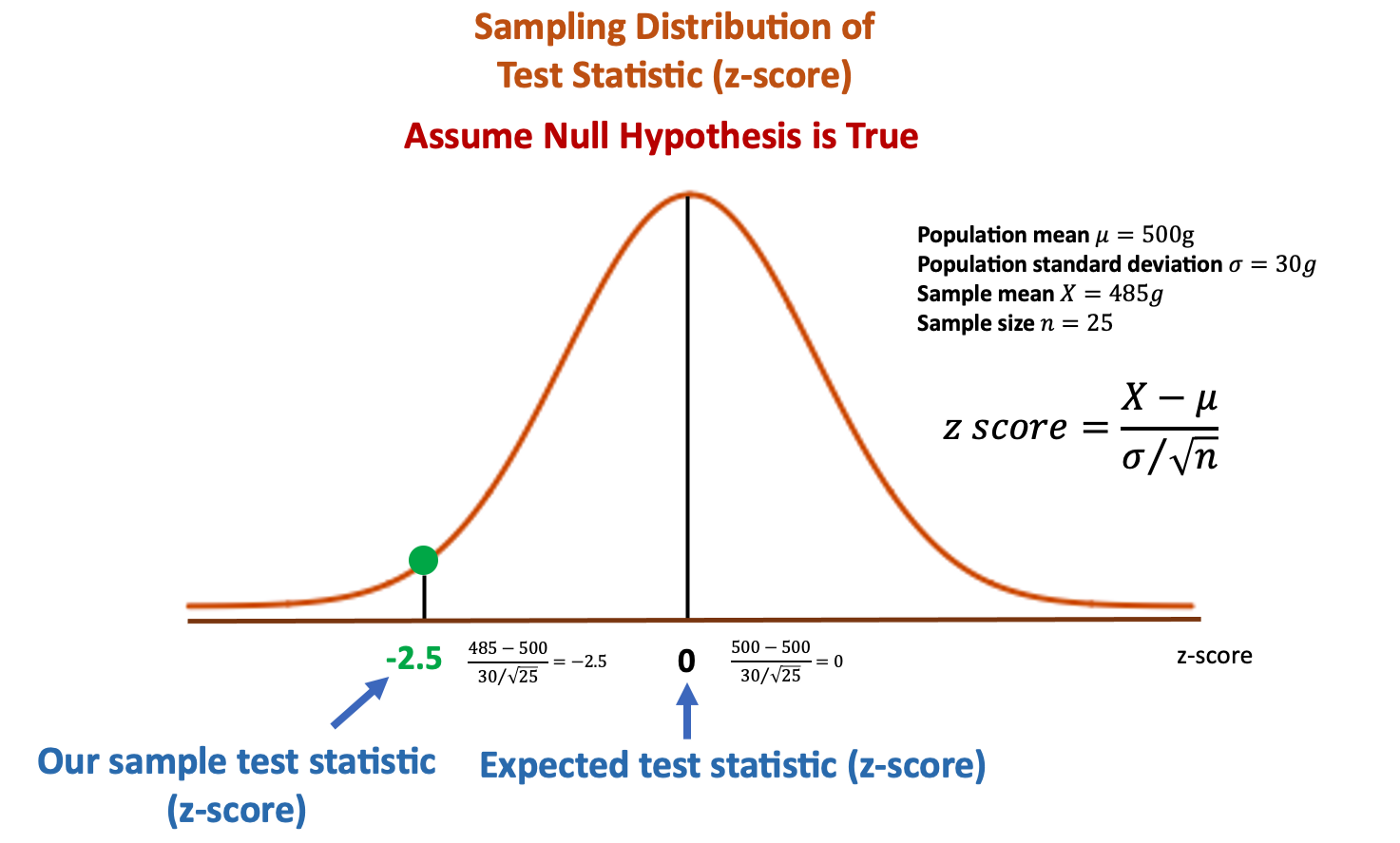 Sampling Distribution of
Test Statistic (z-score)
Assume Null Hypothesis is True
Population mean μ = 500g
Population standard deviation σ = 30g
Sample mean X = 485g
Sample size n = 25
z score = (X − μ) / (σ/√n)
-2.5
(485 − 500) / (30/√25) = −2.5
0
(500 − 500) / (30/√25) = 0
z-score
Our sample test statistic
(z-score)
Expected test statistic (z-score)